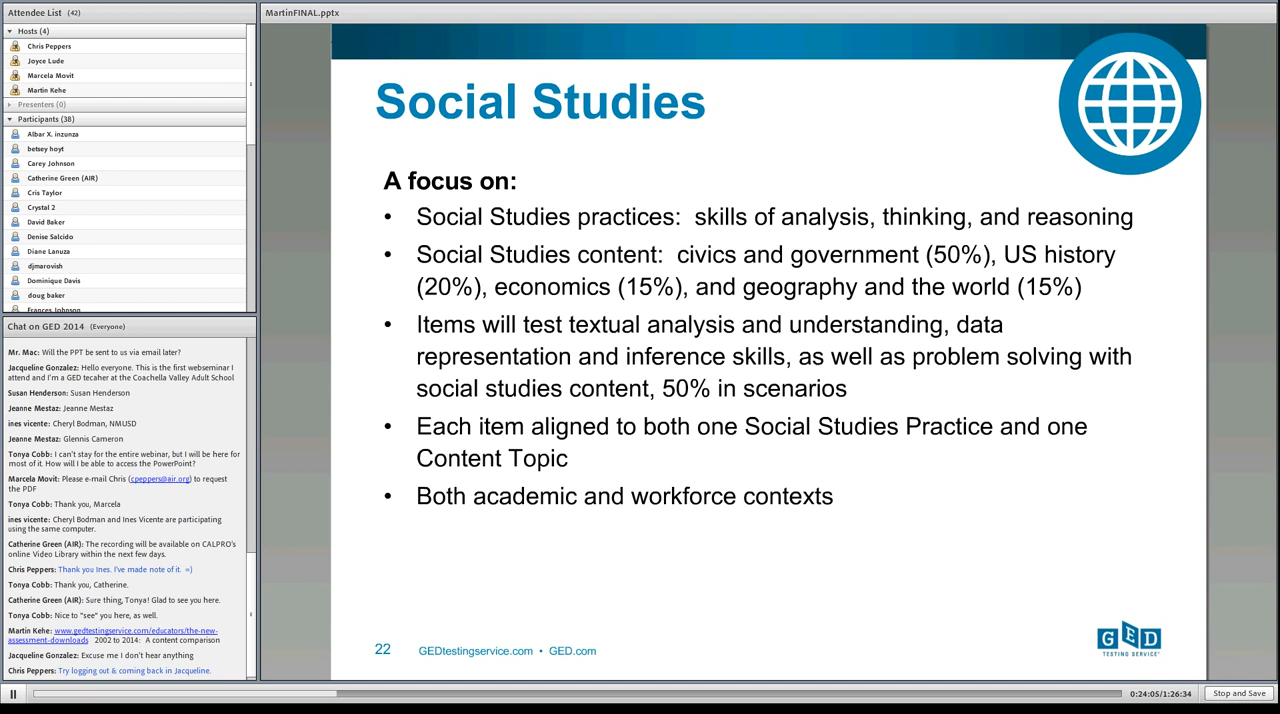 Attendee List (42)
Hosts (4)
Chris Peppers
Joyce Lude
Marcela Movit
Martin Kehe
Presenters (0)
Participants (38)
Albar X. inzunza
betsey hoyt
Carey Johnson
Catherine Green (AIR)
Cris Taylor
Crystal 2
David Baker
Denise Salcido
Diane Lanuza
djmarovish
Dominique Davis
doug baker
Frances Johnson
Chat on GED 2014 (Everyone)
Mr. Mac: Will the PPT be sent to us via email later?
Jacqueline Gonzalez: Hello everyone. This is the first webseminar I
attend and I'm a GED tecaher at the Coachella Valley Adult School
Susan Henderson: Susan Henderson
Jeanne Mestaz: Jeanne Mestaz
ines vicente: Cheryl Bodman, NMUSD
Jeanne Mestaz: Glennis Cameron
Tonya Cobb: I can't stay for the entire webinar, but I will be here for
most of it. How will I be able to access the PowerPoint?
Marcela Movit: Please e-mail Chris (cpeppers@air.org) to request
the PDF
Tonya Cobb: Thank you, Marcela
ines vicente: Cheryl Bodman and Ines Vicente are participating
using the same computer.
Catherine Green (AIR): The recording will be available on CALPRO's
online Video Library within the next few days.
Chris Peppers: Thank you Ines. I've made note of it. =)
Tonya Cobb: Thank you, Catherine.
Catherine Green (AIR): Sure thing, Tonya! Glad to see you here.
Tonya Cobb: Nice to "see" you here, as well.
Martin Kehe: www.gedtestingservice.com/educators/the-new-
assessment-downloads 2002 to 2014: A content comparison
Jacqueline Gonzalez: Excuse me I don't hear anything
Chris Peppers: Try logging out & coming back in Jacqueline.
MartinFINAL.pptx
Social Studies
A focus on:
• Social Studies practices: skills of analysis, thinking, and reasoning
• Social Studies content: civics and government (50%), US history
(20%), economics (15%), and geography and the world (15%)
• Items will test textual analysis and understanding, data
representation and inference skills, as well as problem solving with
social studies content, 50% in scenarios
• Each item aligned to both one Social Studies Practice and one
Content Topic
• Both academic and workforce contexts
22 GEDtestingservice.com • GED.com
GED
TESTING SERVICE
0:24:05/1:26:34
Stop and Save